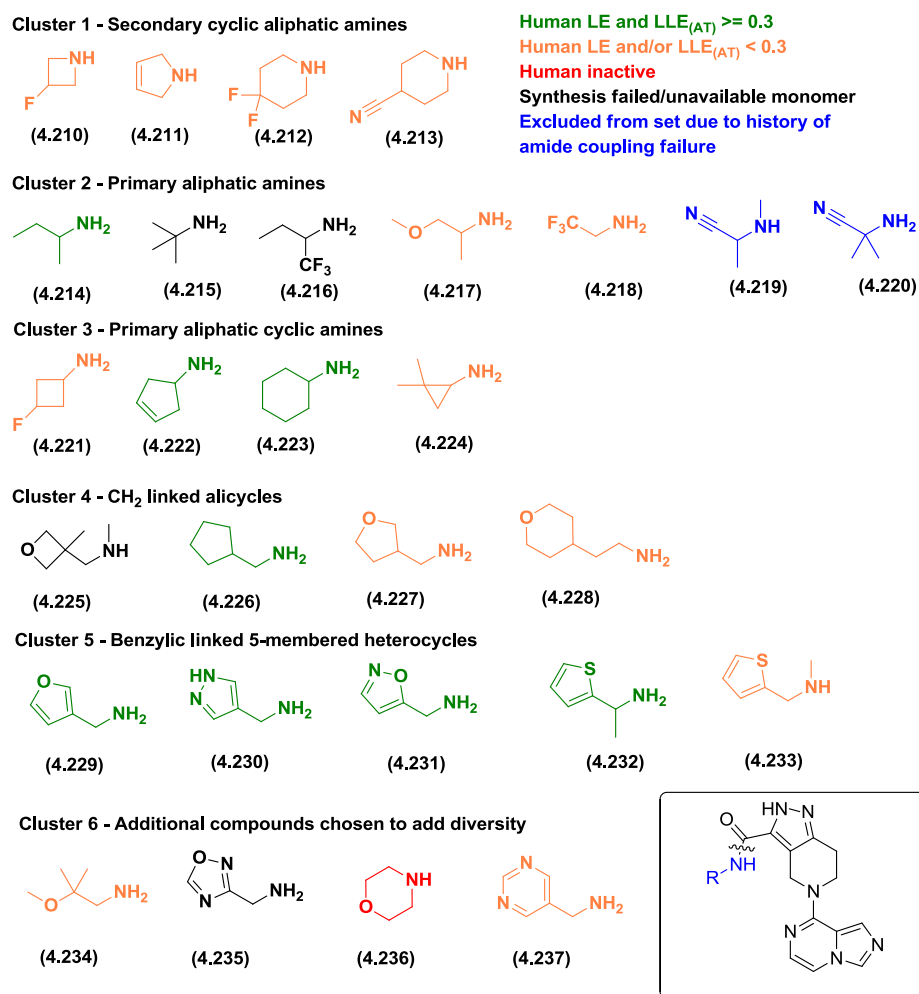 Cluster 1 - Secondary cyclic aliphatic amines
Human LE and LLE(AT) >= 0.3
Human LE and/or LLE(AT) < 0.3
Human inactive
Synthesis failed/unavailable monomer
Excluded from set due to history of
amide coupling failure
NH
F
NH
F
F
NH
N
NH
(4.210) (4.211) (4.212) (4.213)
Cluster 2 - Primary aliphatic amines
NH2
NH2
NH2
CF3
O
NH2
F3C
NH2
N
NH
N
NH2
(4.214) (4.215) (4.216) (4.217) (4.218) (4.219) (4.220)
Cluster 3 - Primary aliphatic cyclic amines
NH2
F
NH2
NH2
NH2
(4.221) (4.222) (4.223) (4.224)
Cluster 4 - CH2 linked alicycles
O
NH
NH2
O
NH2
O
NH2
(4.225) (4.226) (4.227) (4.228)
Cluster 5 - Benzylic linked 5-membered heterocycles
O
NH2
HN
N
NH2
N
O
NH2
S
NH2
S
NH
(4.229) (4.230) (4.231) (4.232) (4.233)
Cluster 6 - Additional compounds chosen to add diversity
O
NH2
O
N
N
NH2
NH
O
N
N
NH2
(4.234) (4.235) (4.236) (4.237)
HN
N
O
NH
R
N
N
N
N